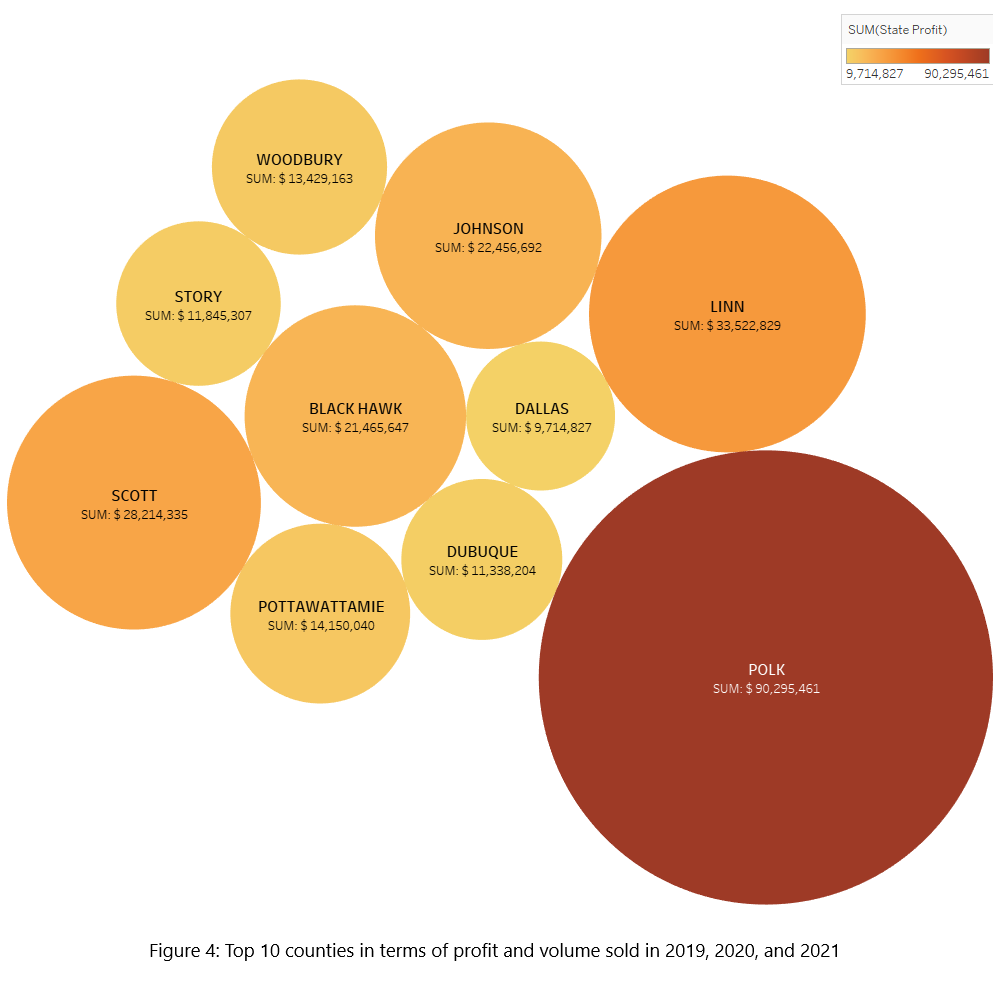 SUM(State Profit)
9,714,827 90,295,461
WOODBURY
SUM: $ 13,429,163
JOHNSON
SUM: $ 22,456,692
STORY
SUM: $ 11,845,307
LINN
SUM: $ 33,522,829
BLACK HAWK
SUM: $ 21,465,647
DALLAS
SUM: $ 9,714,827
SCOTT
SUM: $ 28,214,335
DUBUQUE
SUM: $ 11,338,204
POTTAWATTAMIE
SUM: $ 14,150,040
POLK
SUM: $ 90,295,461
Figure 4: Top 10 counties in terms of profit and volume sold in 2019, 2020, and 2021